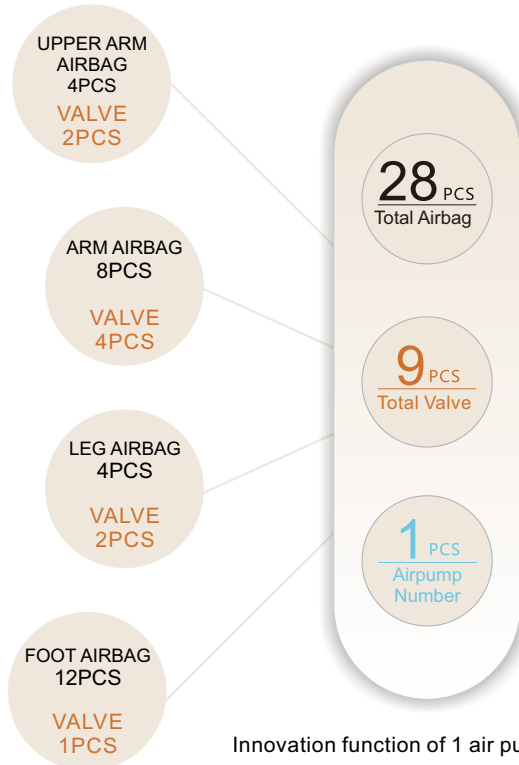 UPPER ARM
AIRBAG
4PCS
VALVE
2PCS
ARM AIRBAG
8PCS
VALVE
4PCS
LEG AIRBAG
4PCS
VALVE
2PCS
FOOT AIRBAG
12PCS
VALVE
1PCS
28 PCS
Total Airbag
9 PCS
Total Valve
1 PCS
Airpump
Number
Innovation function of 1 air